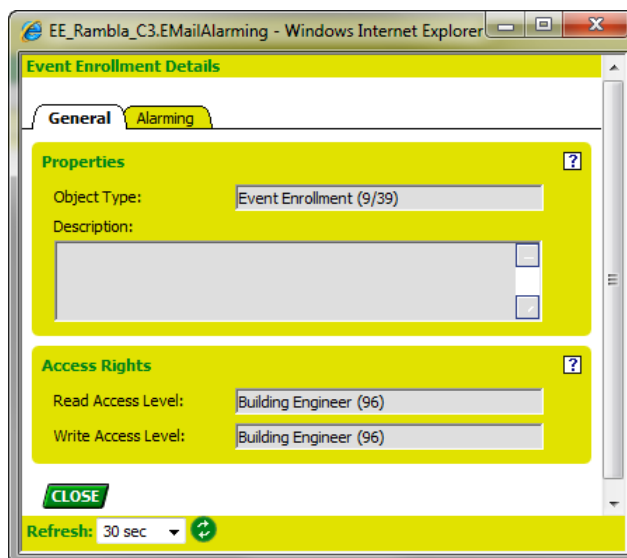 EE_Rambla_C3.EMailAlarming - Windows Internet Explorer
Event Enrollment Details
General Alarming
Properties ?
Object Type: Event Enrollment (9/39)
Description:
Access Rights ?
Read Access Level: Building Engineer (96)
Write Access Level: Building Engineer (96)
CLOSE
Refresh: 30 sec